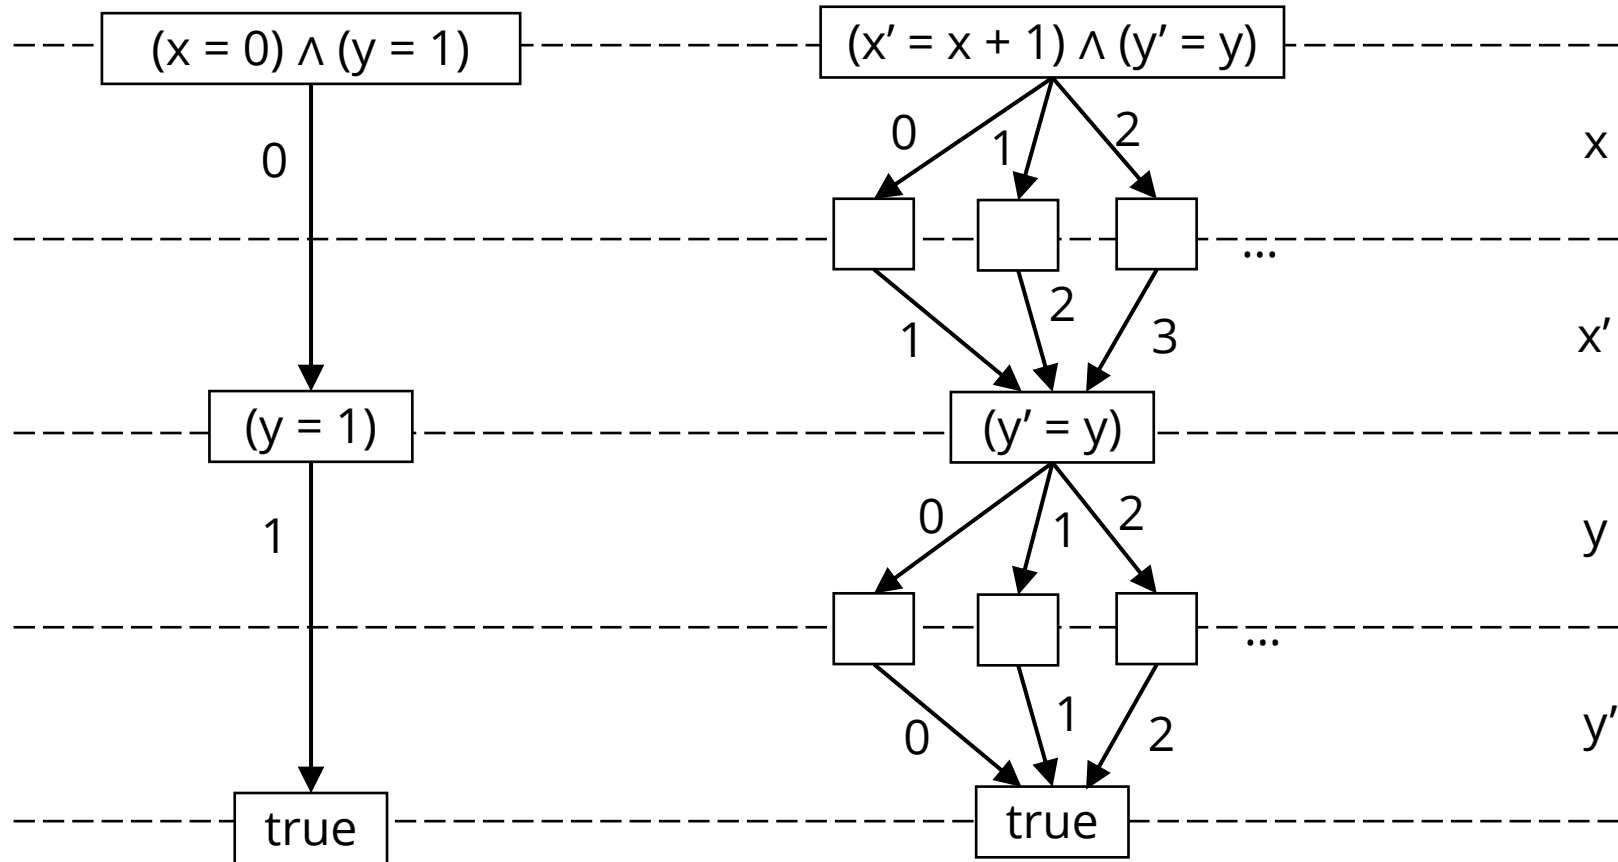 (x = 0) ∧ (y = 1) (x’ = x + 1) ∧ (y’ = y)
0 0 1 2 x
...
1 2 3 x’
(y = 1) (y’ = y)
1 0 1 2 y
...
0 1 2 y’
true true